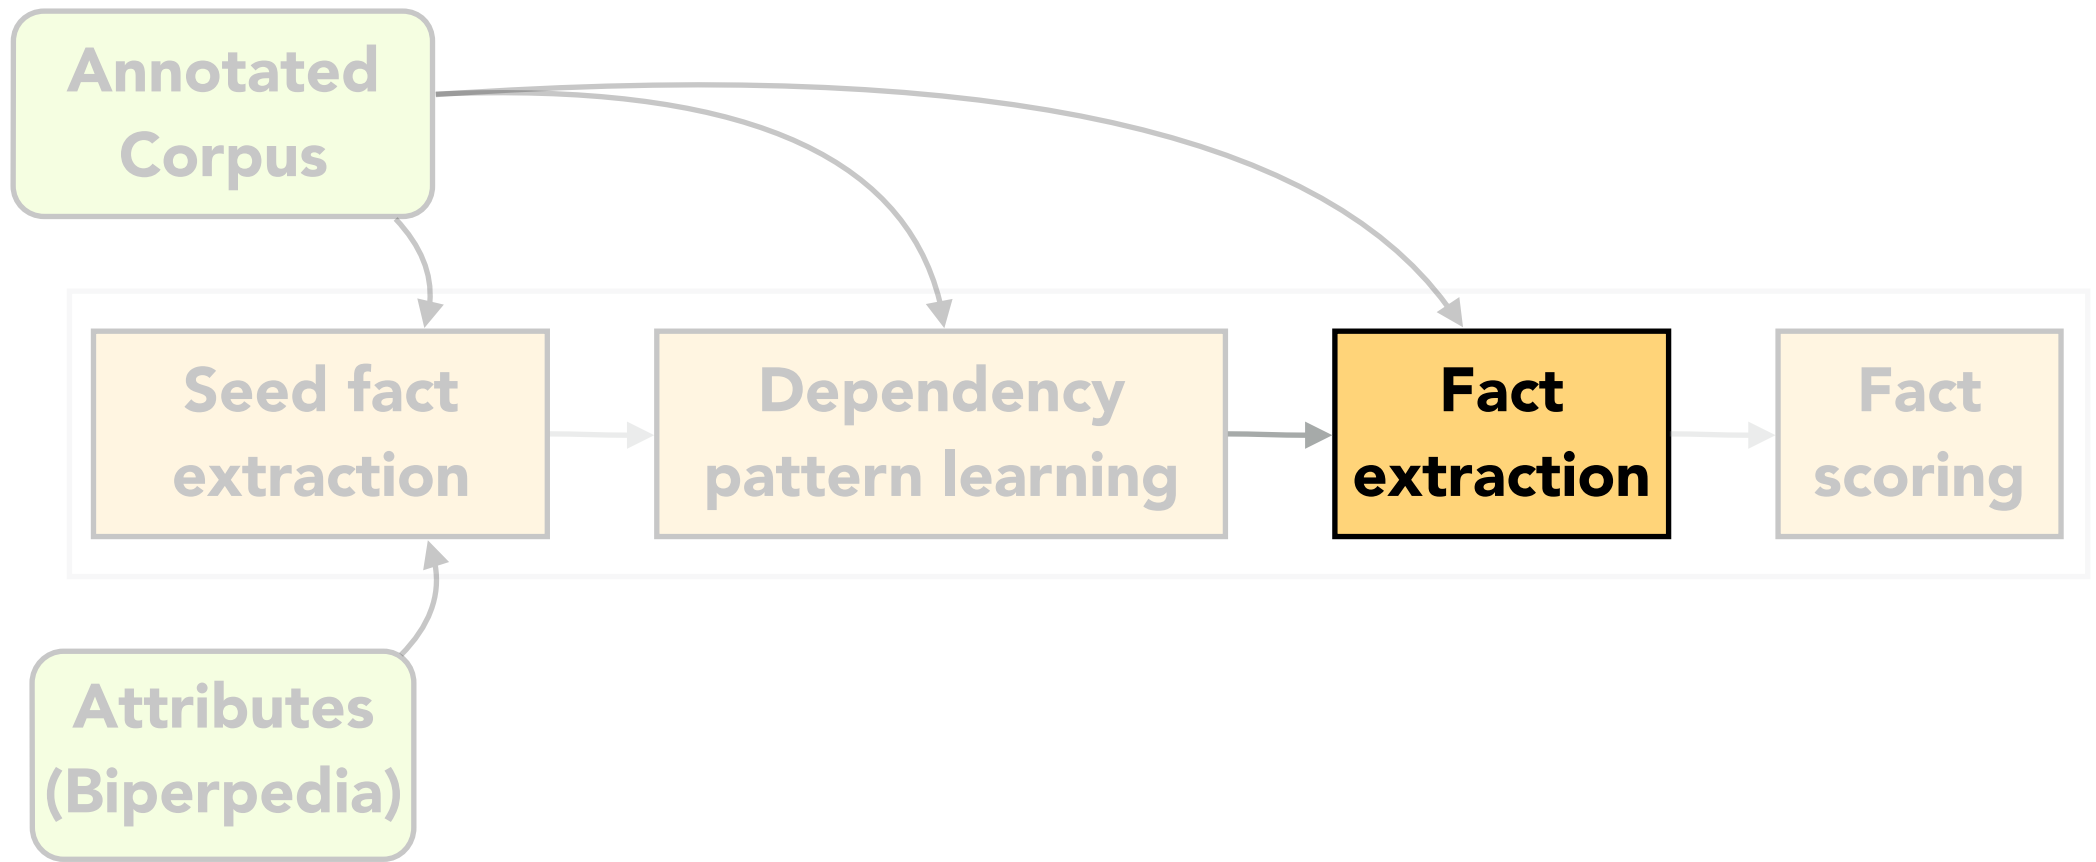 Annotated
Corpus
Seed fact
extraction
Dependency
pattern learning
Fact
extraction
Fact
scoring
Attributes
(Biperpedia)